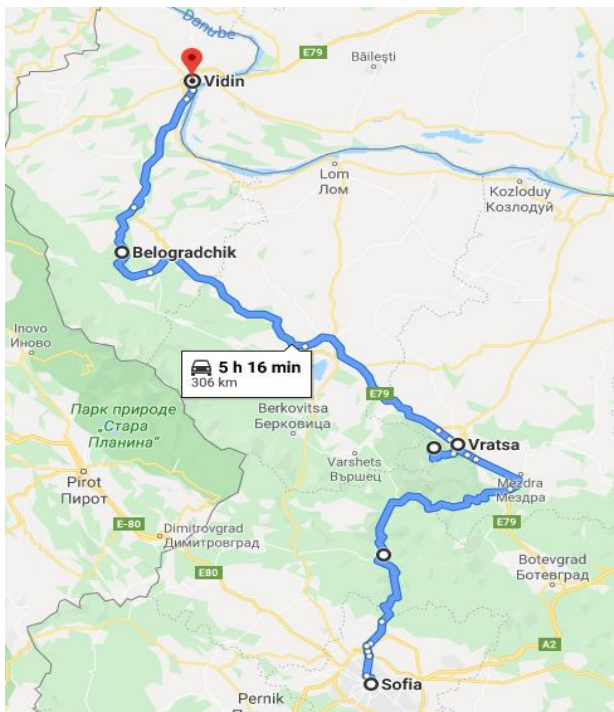 Danube
E79
Băilești
Vidin
Lom
Лом
Kozloduy
Козлодуй
Belogradchik
Inovo
Иново
5 h 16 min
306 km
E79
Berkovitsa
Берковица
Парк природе
„Стара
Планина“
Vratsa
Varshets
Вършец
Mezdra
Мездра
Pirot
Пирот
E-80
Dimitrovgrad
Димитровград
E79
E80
Botevgrad
Ботевград
A2
Sofia
Pernik